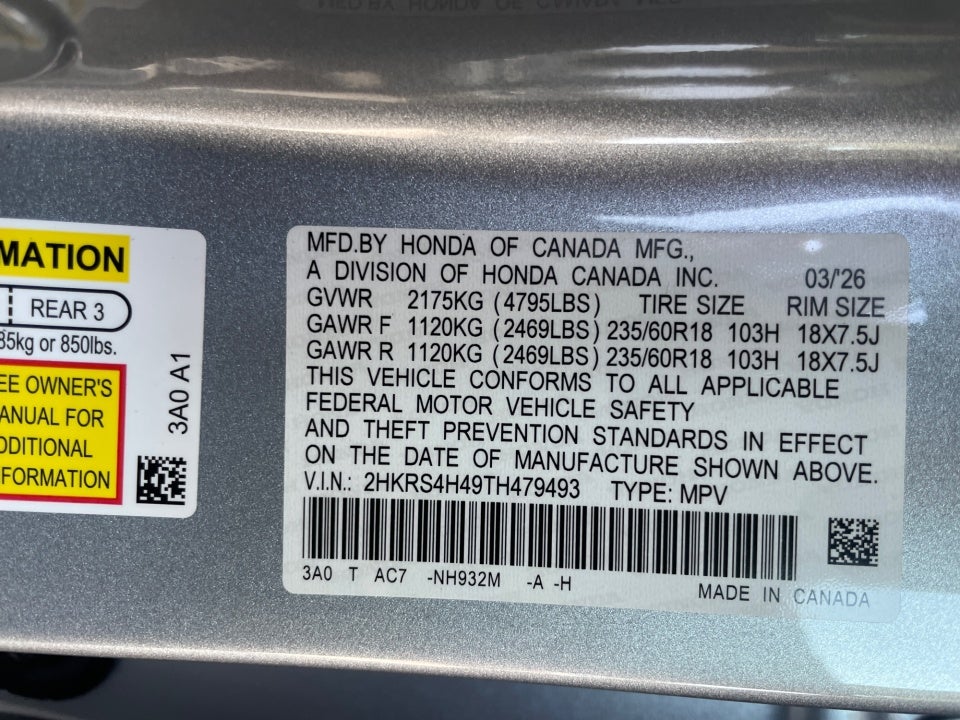 MATION
REAR 3
85kg or 850lbs.
EE OWNER'S
ANUAL FOR
DDITIONAL
FORMATION
3A0 A1
MFD.BY HONDA OF CANADA MFG.,
A DIVISION OF HONDA CANADA INC. 03/'26
GVWR 2175KG (4795LBS) TIRE SIZE RIM SIZE
GAWR F 1120KG (2469LBS) 235/60R18 103H 18X7.5J
GAWR R 1120KG (2469LBS) 235/60R18 103H 18X7.5J
THIS VEHICLE CONFORMS TO ALL APPLICABLE
FEDERAL MOTOR VEHICLE SAFETY
AND THEFT PREVENTION STANDARDS IN EFFECT
ON THE DATE OF MANUFACTURE SHOWN ABOVE.
V.I.N.: 2HKRS4H49TH479493 TYPE: MPV
3A0 T AC7 -NH932M -A -H
MADE IN CANADA